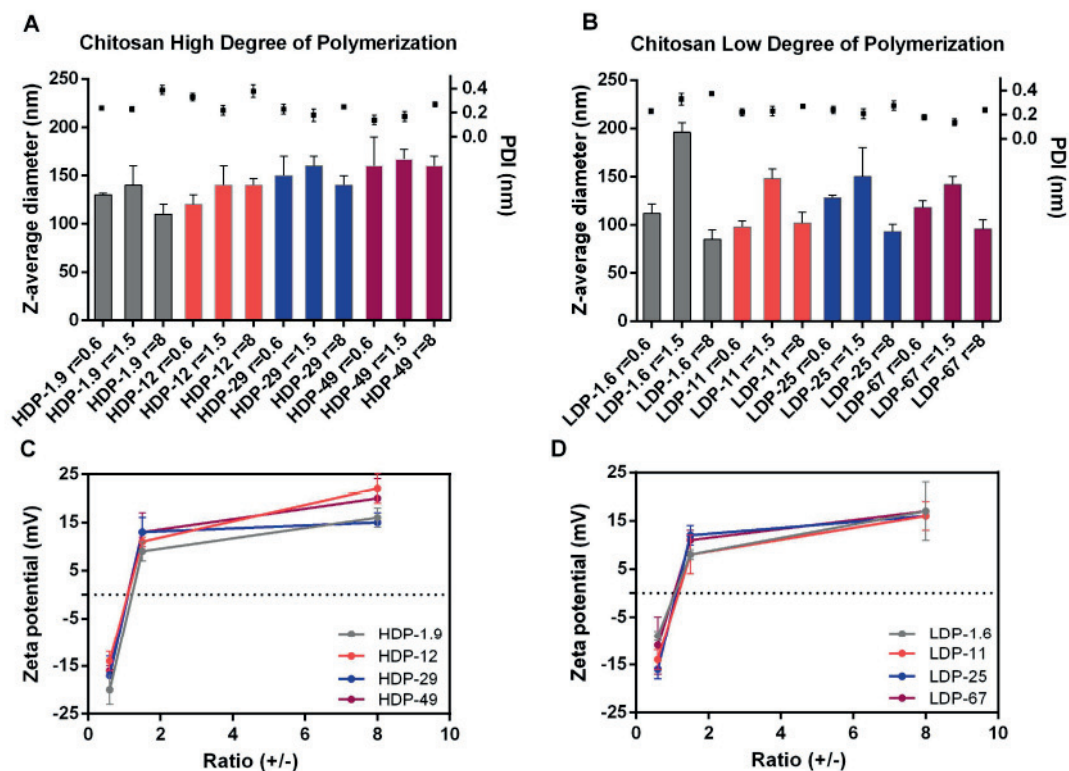 A
Chitosan High Degree of Polymerization
Z-average diameter (nm)
250
200
150
100
50
0
0.4
0.2
0.0
PDI (nm)
HDP-1.9 r=0.6
HDP-1.9 r=1.5
HDP-1.9 r=8
HDP-12 r=0.6
HDP-12 r=1.5
HDP-12 r=8
HDP-29 r=0.6
HDP-29 r=1.5
HDP-29 r=8
HDP-49 r=0.6
HDP-49 r=1.5
HDP-49 r=8
B
Chitosan Low Degree of Polymerization
Z-average diameter (nm)
250
200
150
100
50
0
0.4
0.2
0.0
PDI (nm)
LDP-1.6 r=0.6
LDP-1.6 r=1.5
LDP-1.6 r=8
LDP-11 r=0.6
LDP-11 r=1.5
LDP-11 r=8
LDP-25 r=0.6
LDP-25 r=1.5
LDP-25 r=8
LDP-67 r=0.6
LDP-67 r=1.5
LDP-67 r=8
C
Zeta potential (mV)
25
15
5
-5
-15
-25
HDP-1.9
HDP-12
HDP-29
HDP-49
0 2 4 6 8 10
Ratio (+/-)
D
Zeta potential (mV)
25
15
5
-5
-15
-25
LDP-1.6
LDP-11
LDP-25
LDP-67
0 2 4 6 8 10
Ratio (+/-)